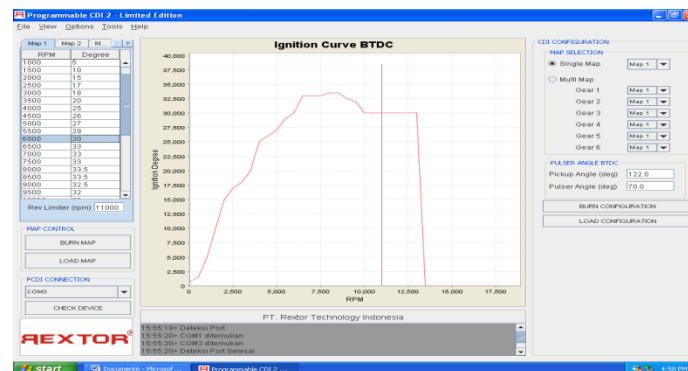 Programmable CDI 2 - Limited Edition
File View Options Tools Help
Map 1 Map 2 M...
RPM Degree
1000 5
1500 10
2000 15
2500 17
3000 18
3500 20
4000 25
4500 26
5000 27
5500 29
6000 30
6500 33
7000 33
7500 33
8000 33.5
8500 33.5
9000 32.5
9500 32
Rev Limiter (rpm) 11000
MAP CONTROL
BURN MAP
LOAD MAP
PCDI CONNECTION
COM3
CHECK DEVICE
REXTOR®
Ignition Curve BTDC
Ignition Degree
40,000
37,500
35,000
32,500
30,000
27,500
25,000
22,500
20,000
17,500
15,000
12,500
10,000
7,500
5,000
2,500
0
0 2,500 5,000 7,500 10,000 12,500 15,000 17,500
RPM
PT. Rextor Technology Indonesia
15:55:19> Deteksi Port
15:55:20> COM1 ditemukan
15:55:20> COM3 ditemukan
15:55:20> Deteksi Port Selesai
CDI CONFIGURATION
MAP SELECTION
Single Map Map 1
Multi Map
Gear 1 Map 1
Gear 2 Map 1
Gear 3 Map 1
Gear 4 Map 1
Gear 5 Map 1
Gear 6 Map 1
PULSER ANGLE BTDC
Pickup Angle (deg) 122.0
Pulser Angle (deg) 70.0
BURN CONFIGURATION
LOAD CONFIGURATION
start Document6 - Microsof... Programmable CDI 2 ... 4:58 PM